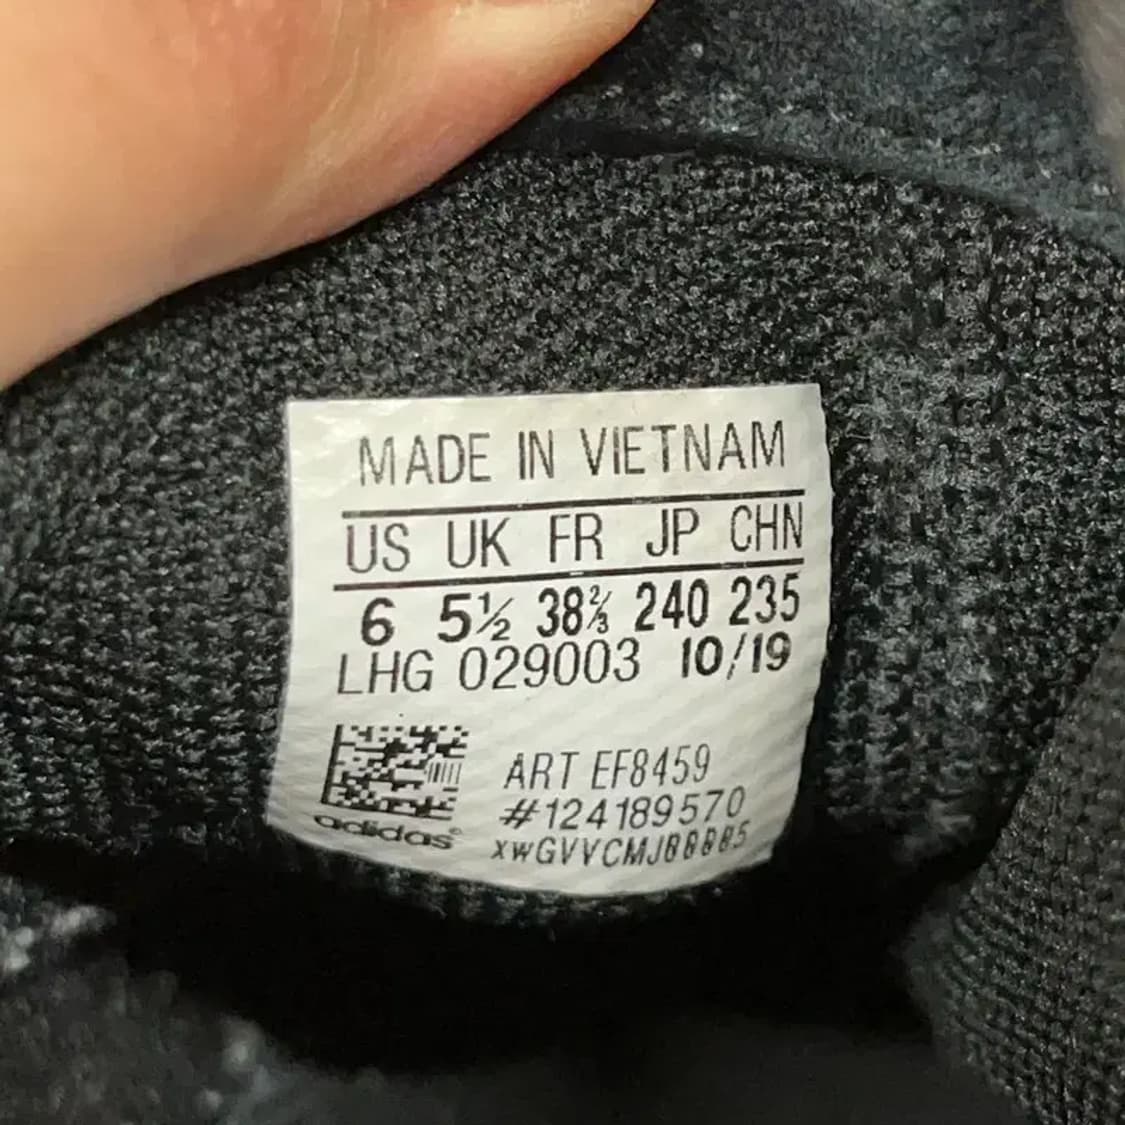 MADE IN VIETNAM
US UK FR JP CHN
6 5½ 38⅔ 240 235
LHG 029003 10/19
ART EF8459
#124189570
adidas®